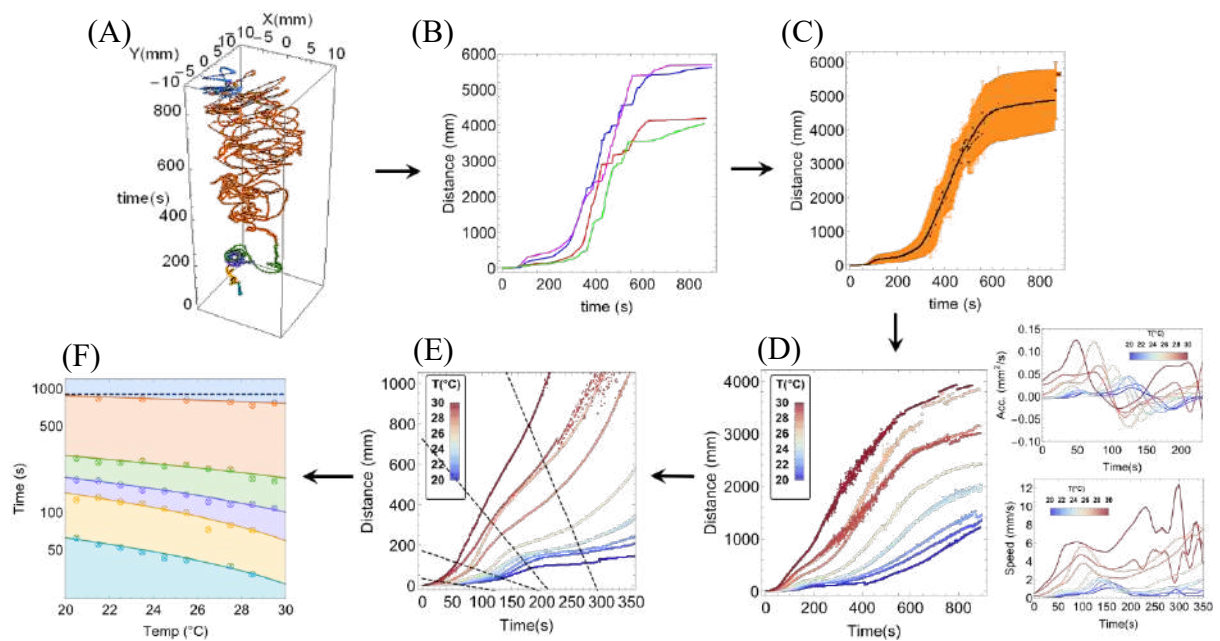 (A)
X(mm)
-10 -5 0 5 10
Y(mm)
-10 -5 0 5 10
800
600
time(s)
400
200
0
(B)
6000
5000
4000
3000
2000
1000
0
Distance (mm)
0 200 400 600 800
time (s)
(C)
6000
5000
4000
3000
2000
1000
0
Distance (mm)
0 200 400 600 800
time (s)
(F)
1000
500
100
50
Time (s)
20 22 24 26 28 30
Temp (°C)
(E)
T(°C)
30
28
26
24
22
20
1000
800
600
400
200
0
Distance (mm)
0 50 100 150 200 250 300 360
Time(s)
(D)
T(°C)
30
28
26
24
22
20
4000
3000
2000
1000
0
Distance (mm)
0 200 400 600 800
Time(s)
0.15
0.10
0.05
0.00
-0.05
-0.10
Acc. (mm²/s)
T(°C)
20 22 24 26 28 30
0 50 100 150 200
Time(s)
12
10
8
6
4
2
0
Speed (mm/s)
T(°C)
20 22 24 26 28 30
0 50 100 150 200 250 300 350
Time(s)